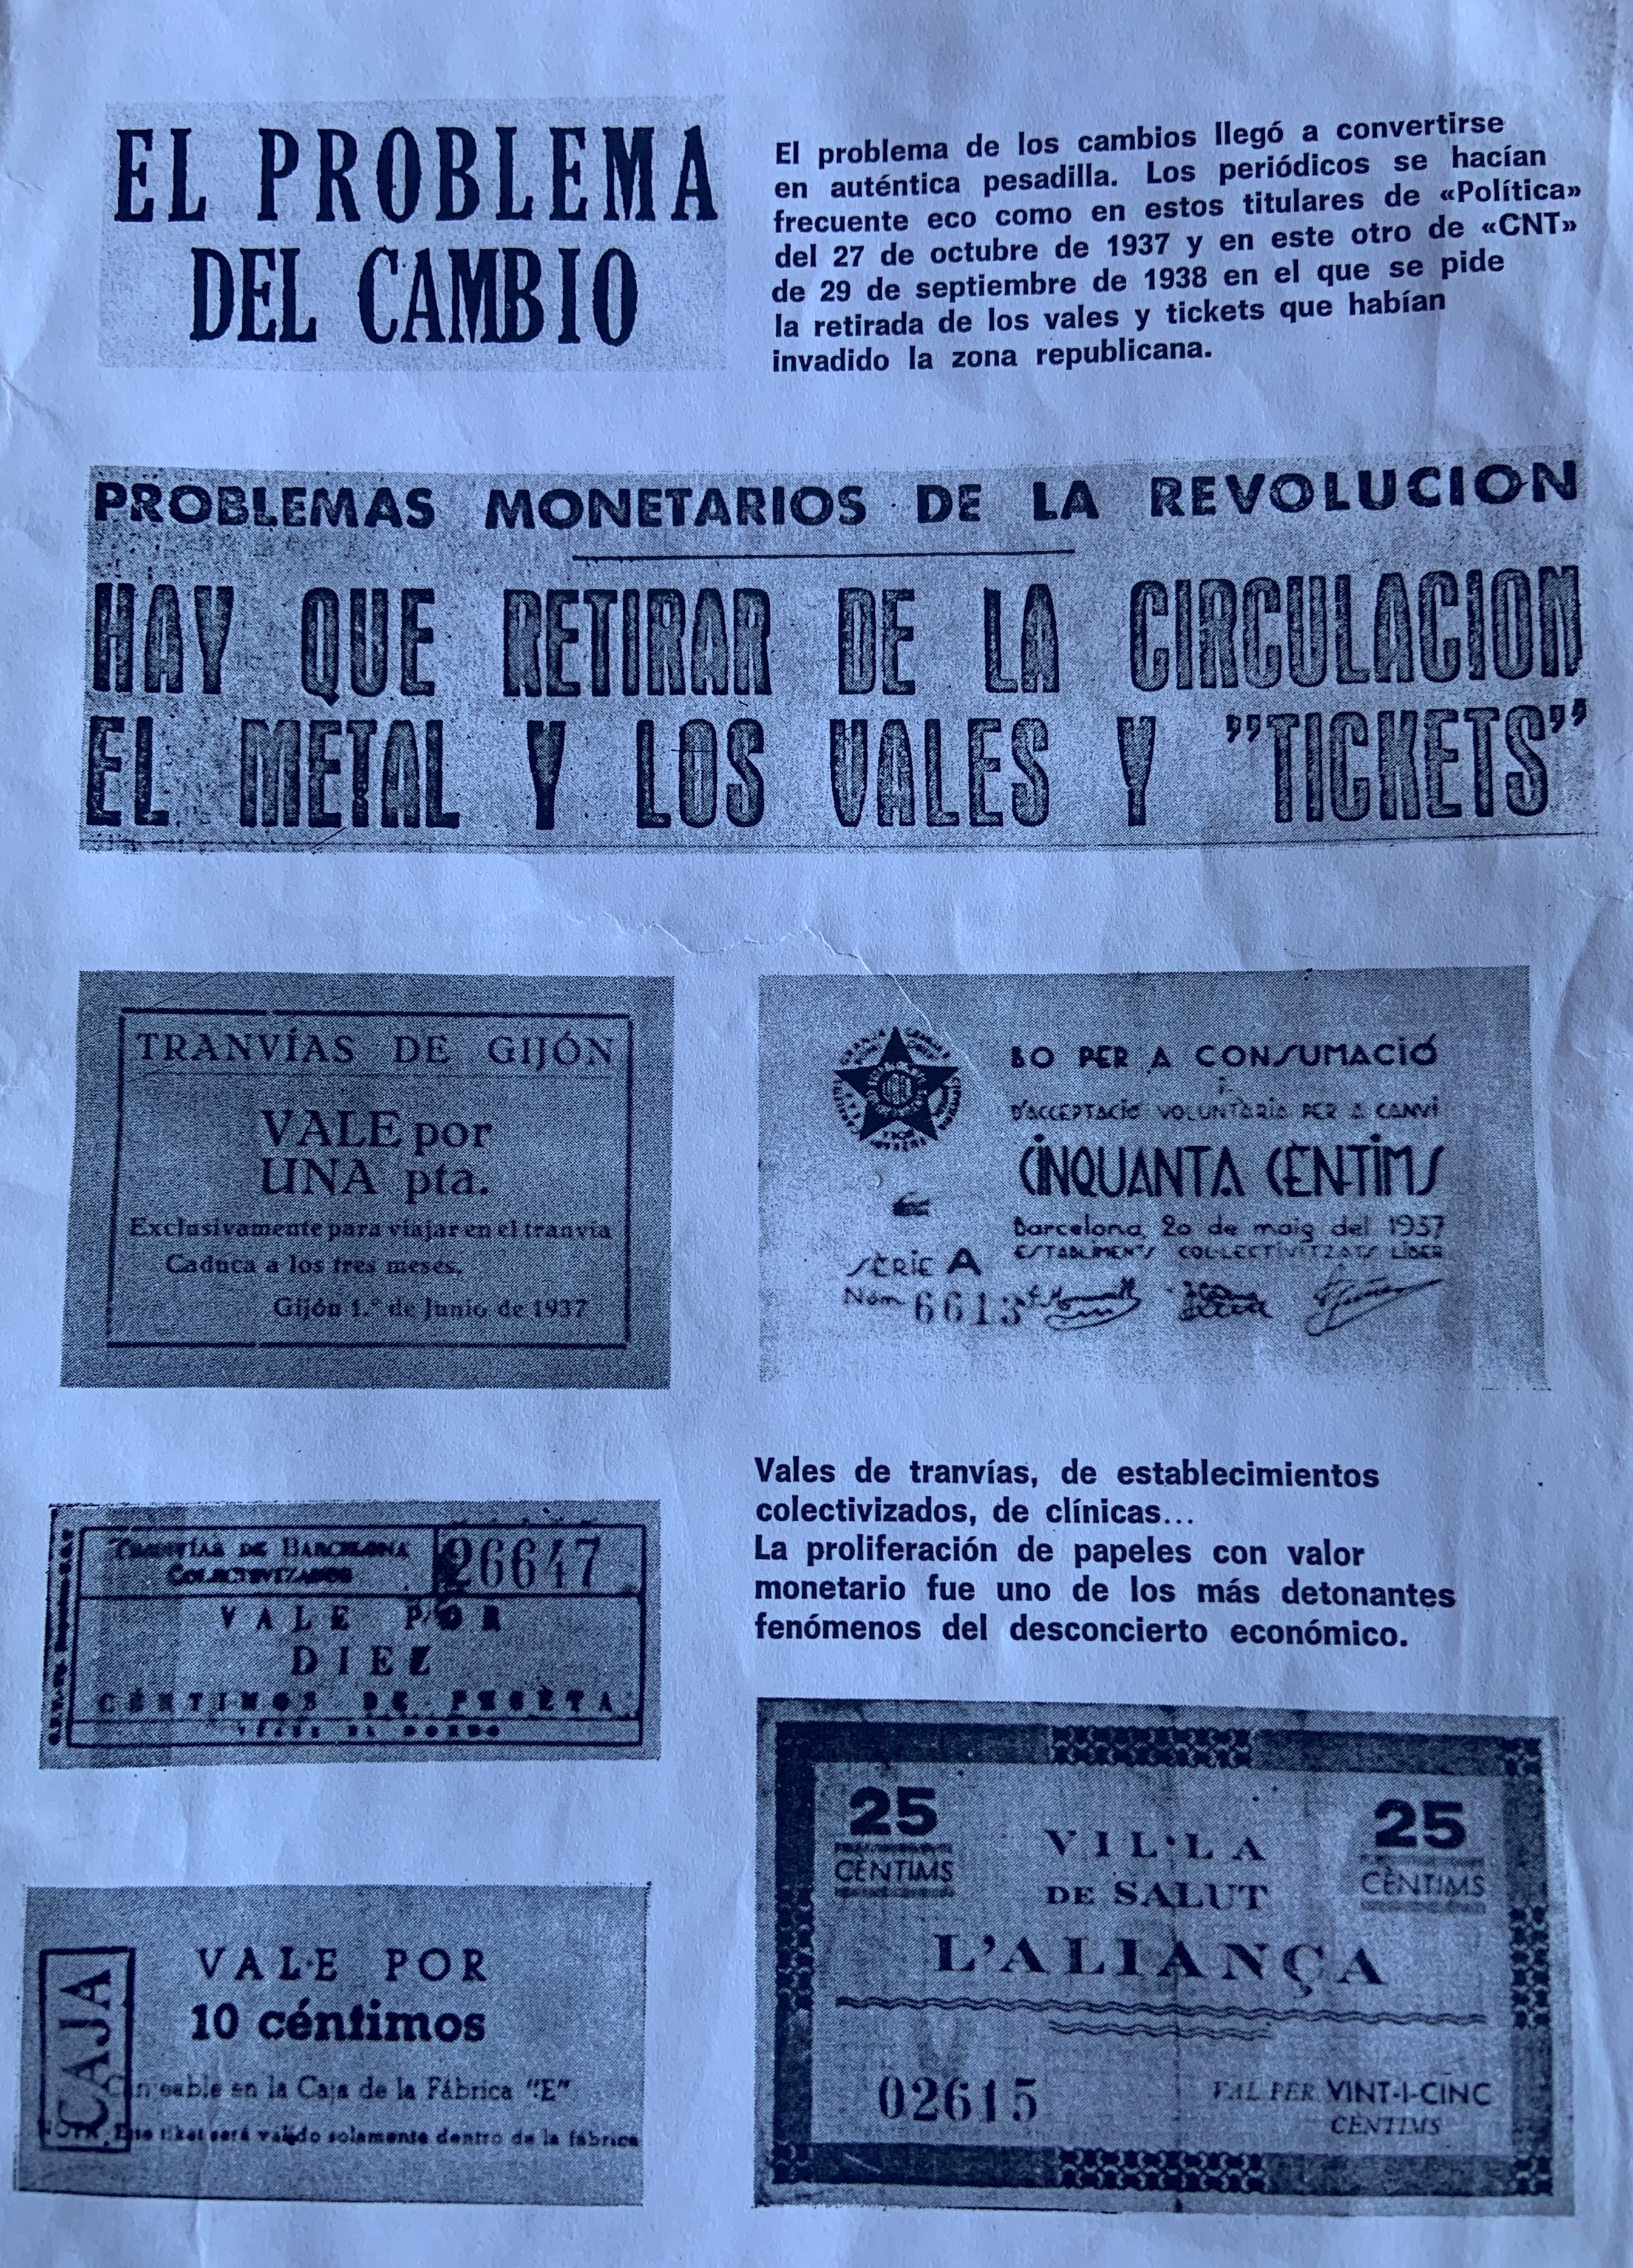 EL PROBLEMA
DEL CAMBIO
El problema de los cambios llegó a convertirse
en auténtica pesadilla. Los periódicos se hacían
frecuente eco como en estos titulares de «Política»
del 27 de octubre de 1937 y en este otro de «CNT»
de 29 de septiembre de 1938 en el que se pide
la retirada de los vales y tickets que habían
invadido la zona republicana.
PROBLEMAS MONETARIOS DE LA REVOLUCION
HAY QUE RETIRAR DE LA CIRCULACION
EL METAL Y LOS VALES Y "TICKETS"
TRANVÍAS DE GIJÓN
VALE por
UNA pta.
Exclusivamente para viajar en el tranvía
Caduca a los tres meses.
Gijón 1.º de Junio de 1937
BO PER A CONSUMACIÓ
I
D'ACCEPTACIÓ VOLUNTÀRIA PER A CANVI
CINQUANTA CÈNTIMS
Barcelona, 20 de maig del 1937
ESTABLIMENTS COL·LECTIVITZATS LÍDER
SÈRIE A
Núm. 6613
Vales de tranvías, de establecimientos
colectivizados, de clínicas...
La proliferación de papeles con valor
monetario fue uno de los más detonantes
fenómenos del desconcierto económico.
TRANVÍAS DE BARCELONA
COLECTIVIZADOS
26647
VALE POR
DIEZ
CÉNTIMOS DE PESETA
VÉASE AL DORSO
25
CÈNTIMS
VIL·LA
DE SALUT
L'ALIANÇA
25
CÈNTIMS
02615
VAL PER VINT-I-CINC
CÈNTIMS
CAJA
VALE POR
10 céntimos
Canjeable en la Caja de la Fábrica "E"
NOTA. Este tiket será válido solamente dentro de la fábrica